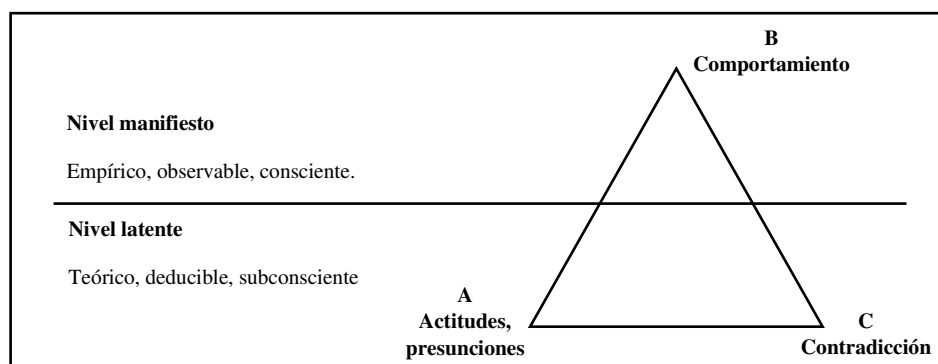 B
Comportamiento
Nivel manifiesto
Empírico, observable, consciente.
Nivel latente
Teórico, deducible, subconsciente
A
Actitudes,
presunciones
C
Contradicción